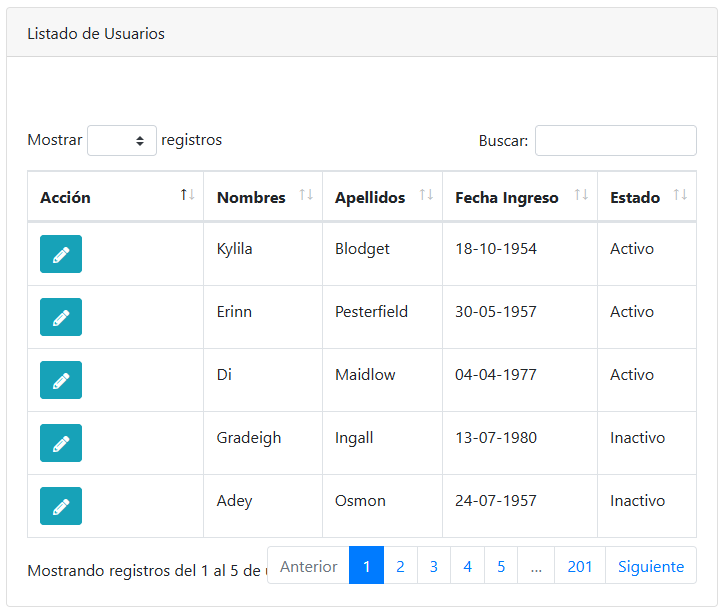 Listado de Usuarios
Mostrar registros Buscar:
Acción Nombres Apellidos Fecha Ingreso Estado
Kylila Blodget 18-10-1954 Activo
Erinn Pesterfield 30-05-1957 Activo
Di Maidlow 04-04-1977 Activo
Gradeigh Ingall 13-07-1980 Inactivo
Adey Osmon 24-07-1957 Inactivo
Mostrando registros del 1 al 5 de Anterior 1 2 3 4 5 ... 201 Siguiente